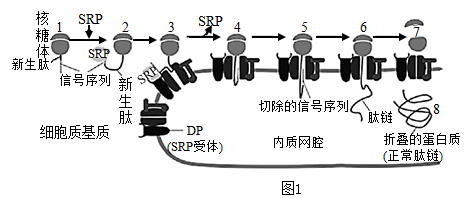 核糖体
1 SRP 2 3 SRP 4 5 6 7
新生肽
SRP
信号序列
新生肽
SRP
切除的信号序列
肽链
8
细胞质基质
DP
(SRP受体)
内质网腔
折叠的蛋白质
(正常肽链)
图1